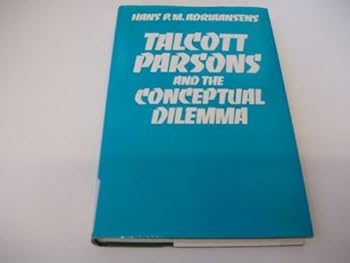 HANS P.M. ADRIAANSENS
TALCOTT
PARSONS
AND THE
CONCEPTUAL
DILEMMA